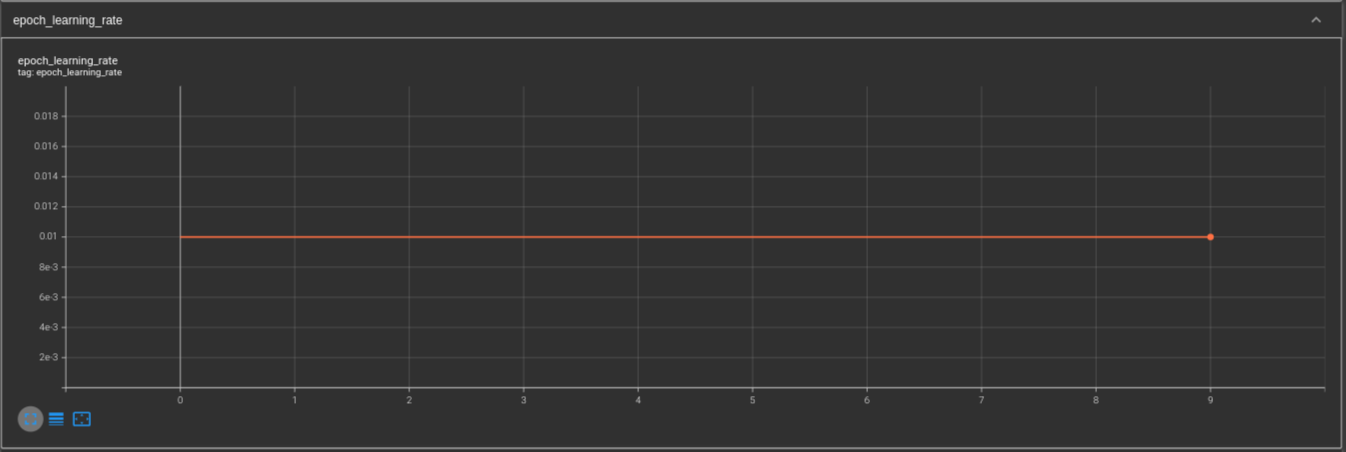 epoch_learning_rate
epoch_learning_rate
tag: epoch_learning_rate
0.018
0.016
0.014
0.012
0.01
8e-3
6e-3
4e-3
2e-3
0 1 2 3 4 5 6 7 8 9